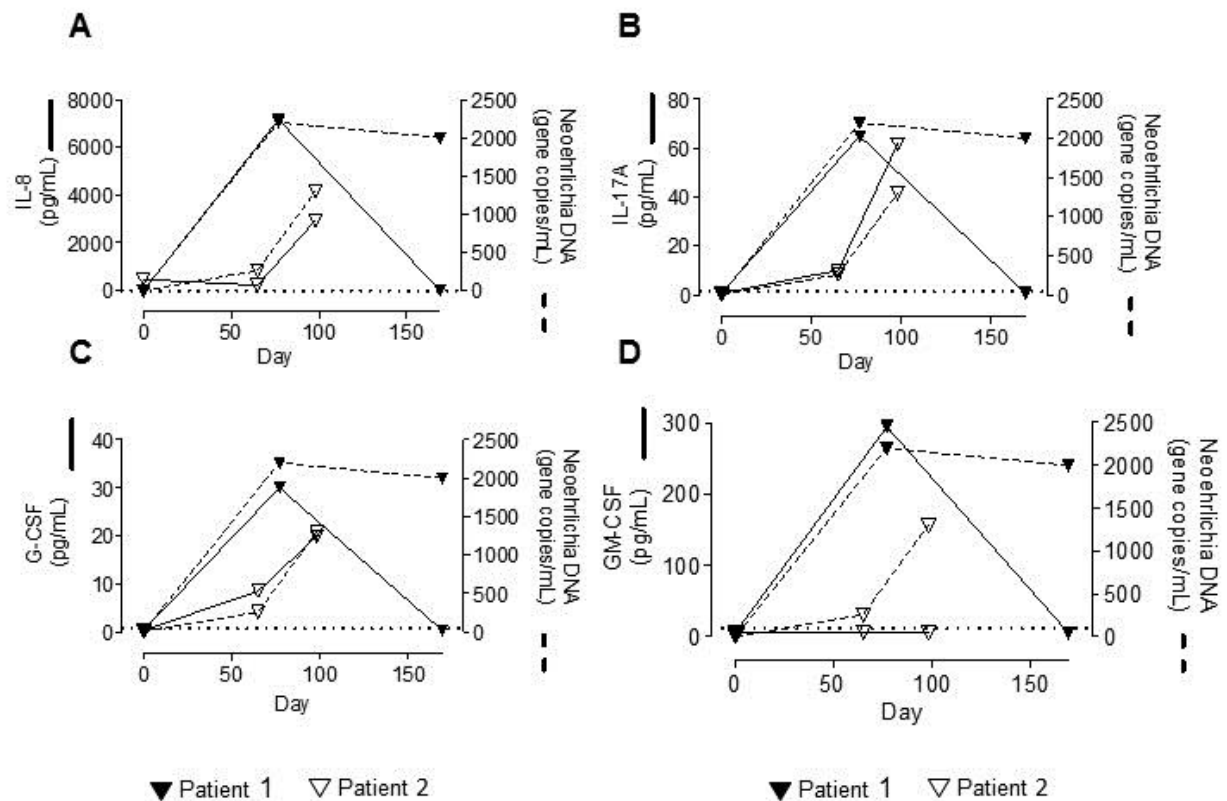 A
IL-8
(pg/mL)
8000
6000
4000
2000
0
2500
2000
1500
1000
500
0
Neoehrlichia DNA
(gene copies/mL)
0 50 100 150
Day
B
IL-17A
(pg/mL)
80
60
40
20
0
2500
2000
1500
1000
500
0
Neoehrlichia DNA
(gene copies/mL)
0 50 100 150
Day
C
G-CSF
(pg/mL)
40
30
20
10
0
2500
2000
1500
1000
500
0
Neoehrlichia DNA
(gene copies/mL)
0 50 100 150
Day
D
GM-CSF
(pg/mL)
300
200
100
0
2500
2000
1500
1000
500
0
Neoehrlichia DNA
(gene copies/mL)
0 50 100 150
Day
Patient 1 Patient 2
Patient 1 Patient 2